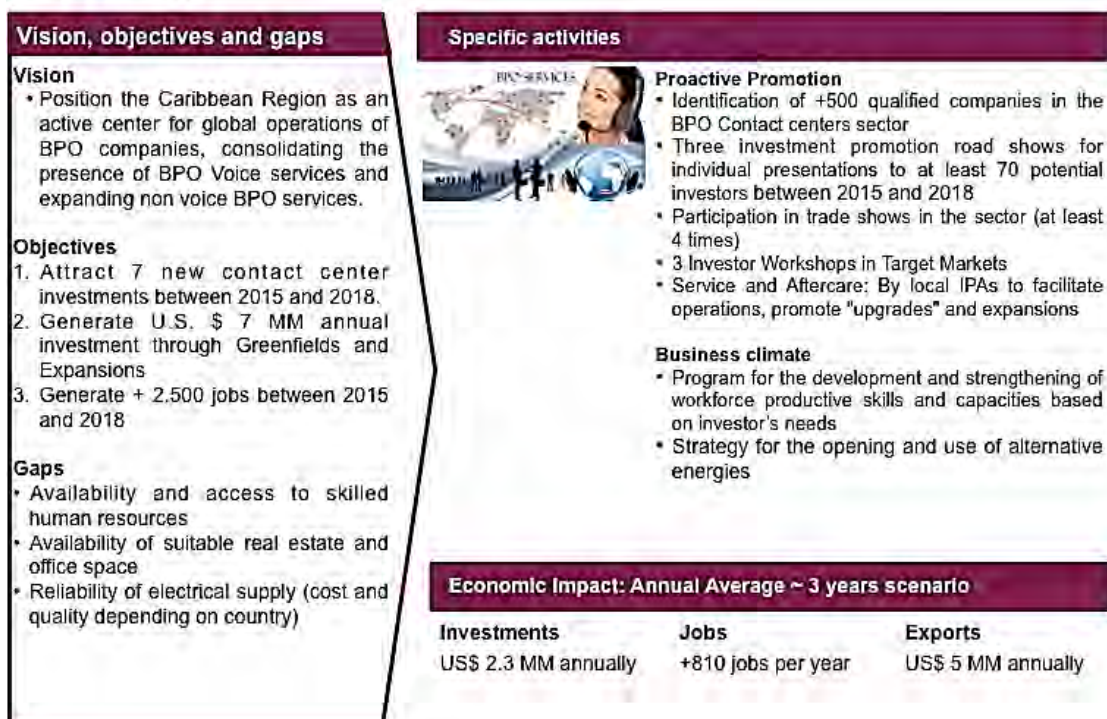 Vision, objectives and gaps
Vision
• Position the Caribbean Region as an
active center for global operations of
BPO companies, consolidating the
presence of BPO Voice services and
expanding non voice BPO services.
Objectives
1. Attract 7 new contact center
investments between 2015 and 2018.
2. Generate U.S. $ 7 MM annual
investment through Greenfields and
Expansions
3. Generate + 2,500 jobs between 2015
and 2018
Gaps
• Availability and access to skilled
human resources
• Availability of suitable real estate and
office space
• Reliability of electrical supply (cost and
quality depending on country)
Specific activities
BPO SERVICES
Proactive Promotion
• Identification of +500 qualified companies in the
BPO Contact centers sector
• Three investment promotion road shows for
individual presentations to at least 70 potential
investors between 2015 and 2018
• Participation in trade shows in the sector (at least
4 times)
• 3 Investor Workshops in Target Markets
• Service and Aftercare: By local IPAs to facilitate
operations, promote "upgrades" and expansions
Business climate
• Program for the development and strengthening of
workforce productive skills and capacities based
on investor's needs
• Strategy for the opening and use of alternative
energies
Economic Impact: Annual Average ~ 3 years scenario
Investments
Jobs
Exports
US$ 2.3 MM annually
+810 jobs per year
US$ 5 MM annually